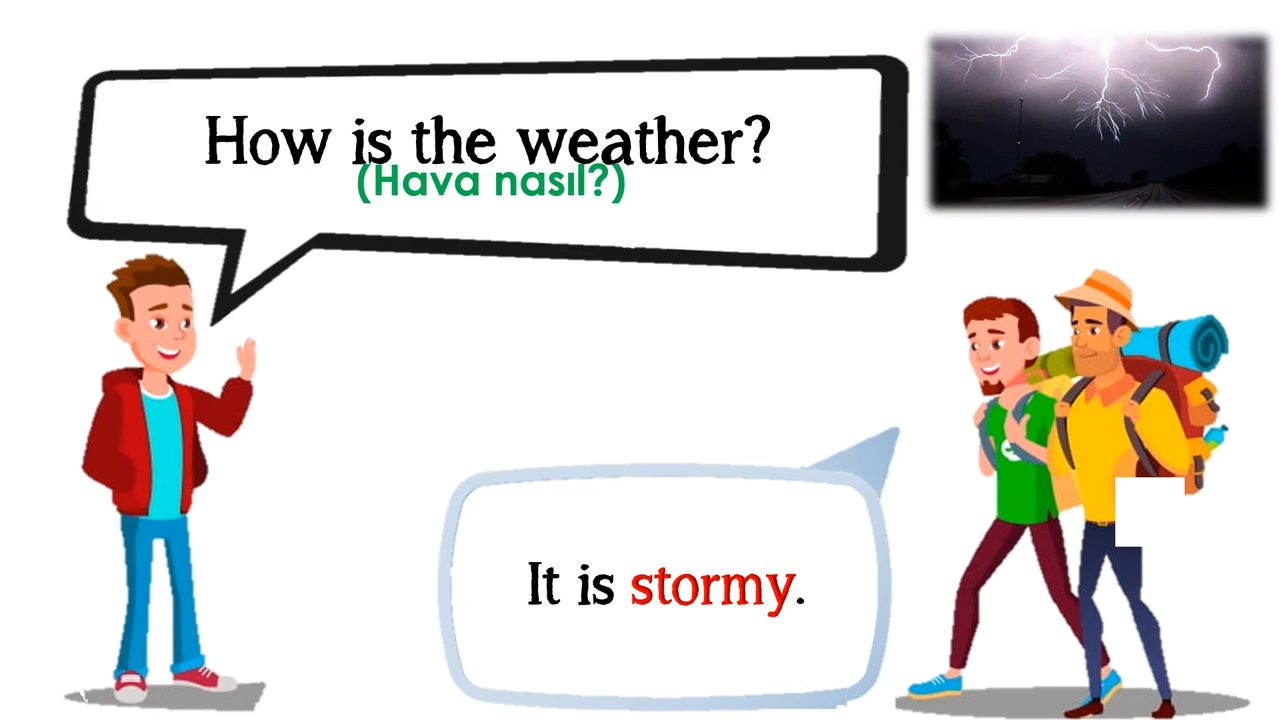 How is the weather?
(Hava nasıl?)
It is stormy.